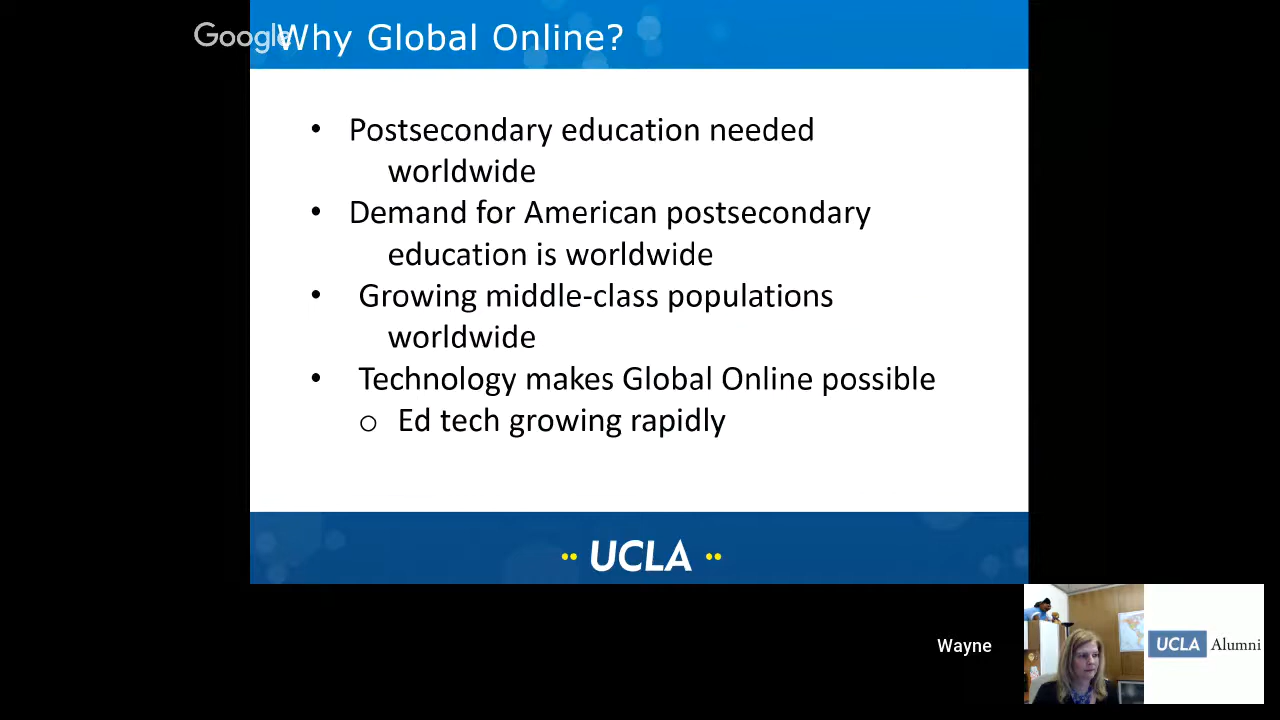 Google
Why Global Online?
• Postsecondary education needed
worldwide
• Demand for American postsecondary
education is worldwide
• Growing middle-class populations
worldwide
• Technology makes Global Online possible
o Ed tech growing rapidly
UCLA
Wayne
UCLA Alumni